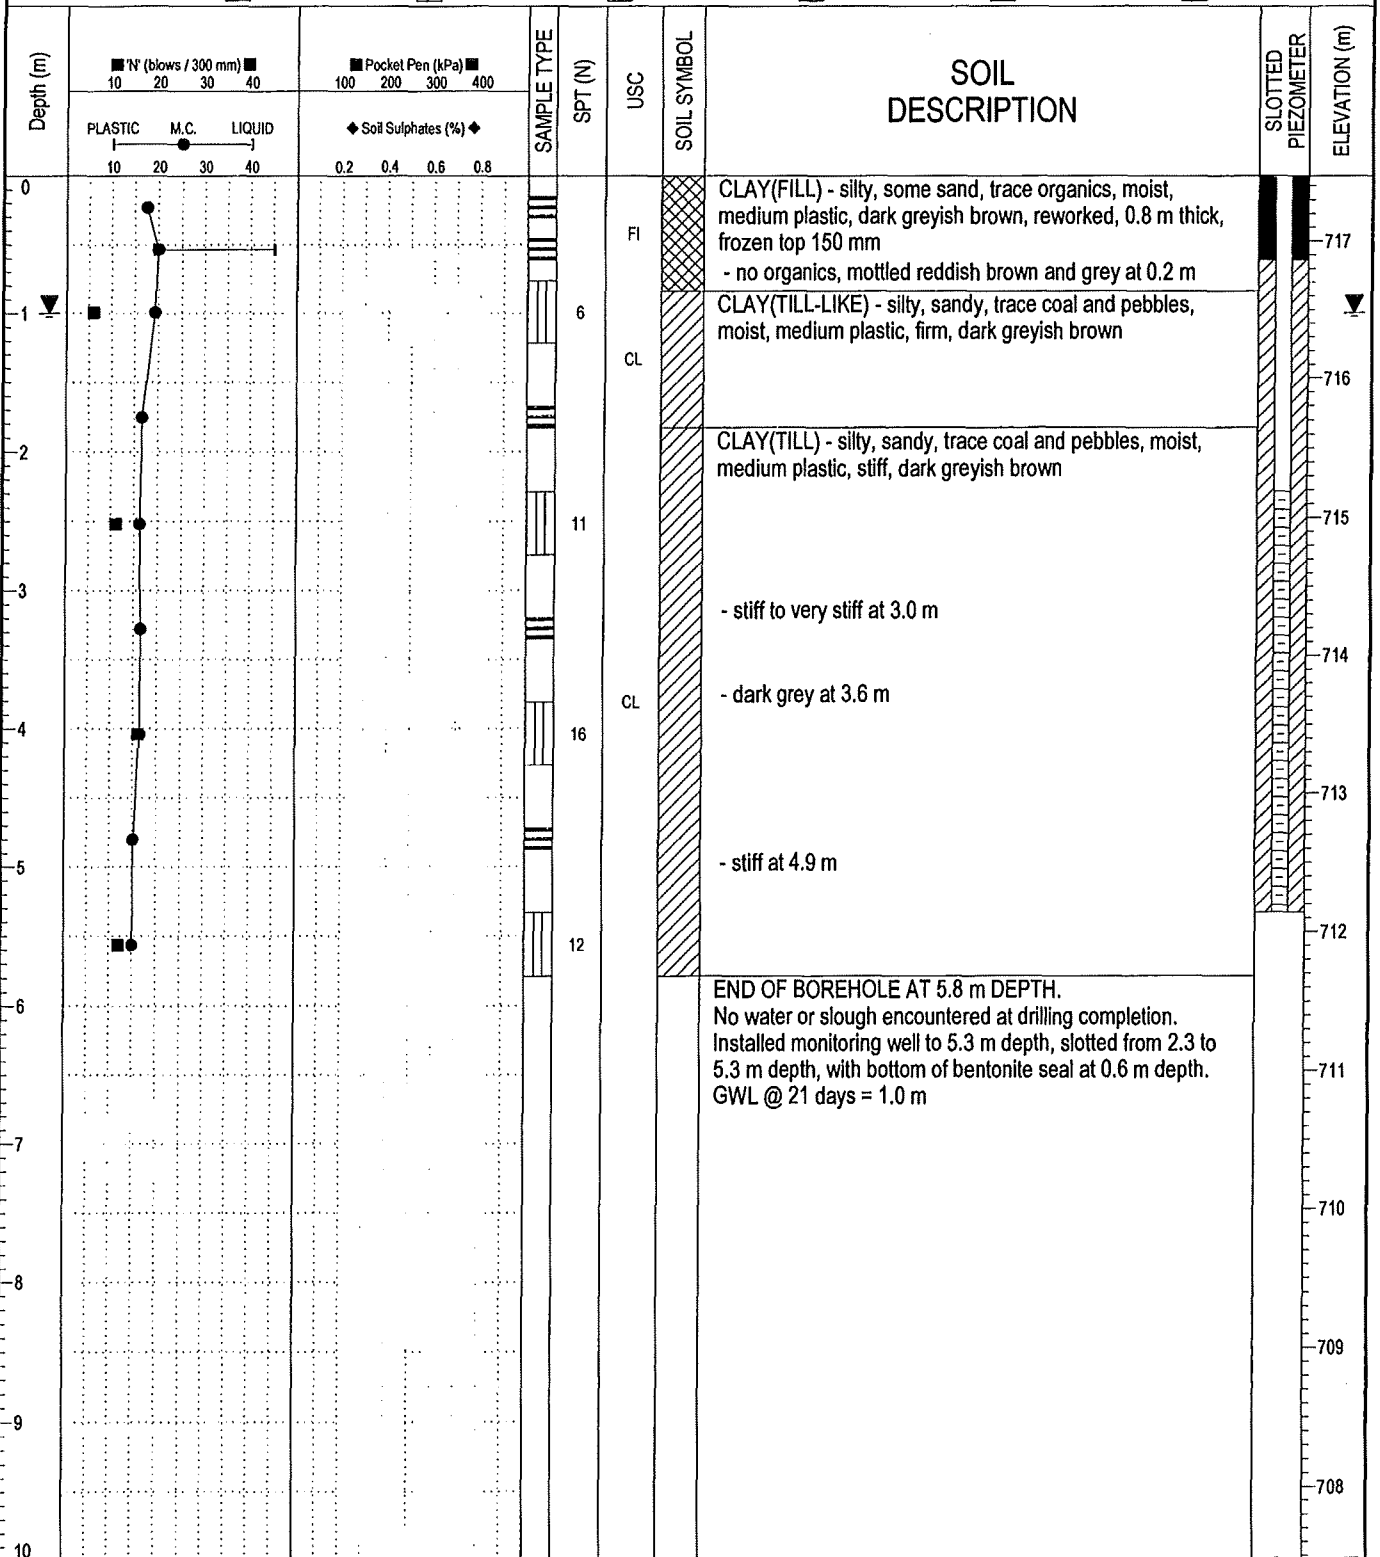 Depth (m)
■ 'N' (blows / 300 mm) ■
10 20 30 40
PLASTIC M.C. LIQUID
10 20 30 40
■ Pocket Pen (kPa) ■
100 200 300 400
◆ Soil Sulphates (%) ◆
0.2 0.4 0.6 0.8
SAMPLE TYPE
SPT (N)
USC
SOIL SYMBOL
SOIL
DESCRIPTION
SLOTTED
PIEZOMETER
ELEVATION (m)
0
CLAY(FILL) - silty, some sand, trace organics, moist,
medium plastic, dark greyish brown, reworked, 0.8 m thick,
frozen top 150 mm
- no organics, mottled reddish brown and grey at 0.2 m
FI
717
CLAY(TILL-LIKE) - silty, sandy, trace coal and pebbles,
moist, medium plastic, firm, dark greyish brown
1
6
CL
716
CLAY(TILL) - silty, sandy, trace coal and pebbles, moist,
medium plastic, stiff, dark greyish brown
2
11
715
3
- stiff to very stiff at 3.0 m
714
- dark grey at 3.6 m
CL
4
16
713
5
- stiff at 4.9 m
712
12
END OF BOREHOLE AT 5.8 m DEPTH.
No water or slough encountered at drilling completion.
Installed monitoring well to 5.3 m depth, slotted from 2.3 to
5.3 m depth, with bottom of bentonite seal at 0.6 m depth.
GWL @ 21 days = 1.0 m
6
711
7
710
8
709
9
708
10